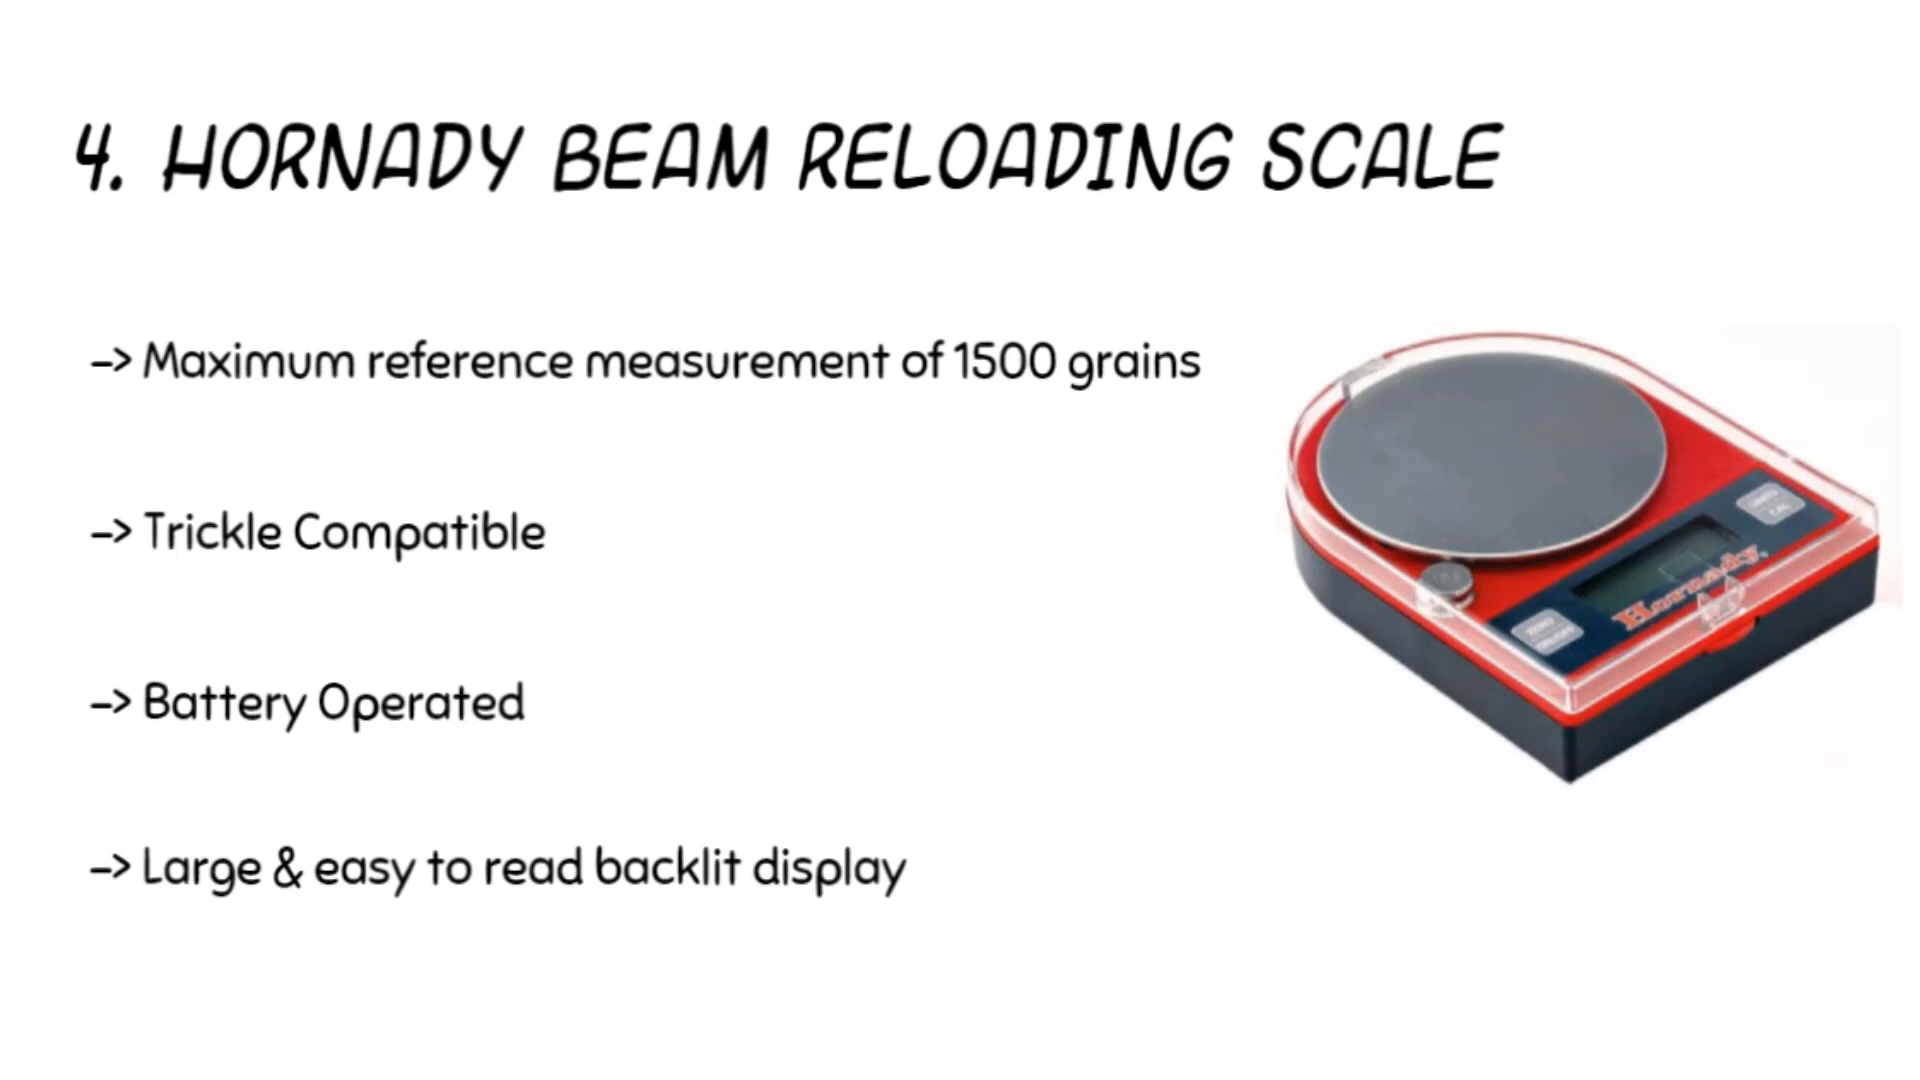 4. HORNADY BEAM RELOADING SCALE
-> Maximum reference measurement of 1500 grains
-> Trickle Compatible
-> Battery Operated
-> Large & easy to read backlit display
Hornady